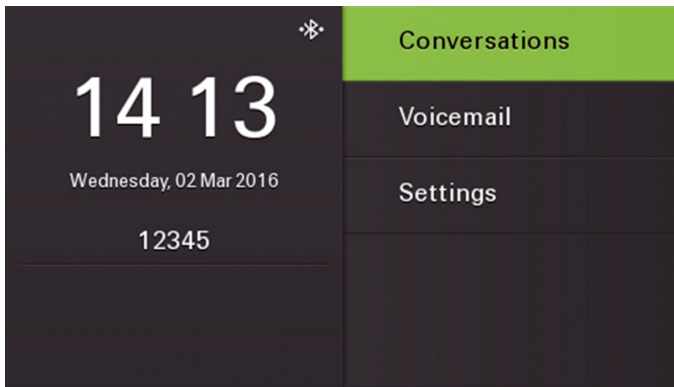 14 13
Wednesday, 02 Mar 2016
12345
Conversations
Voicemail
Settings